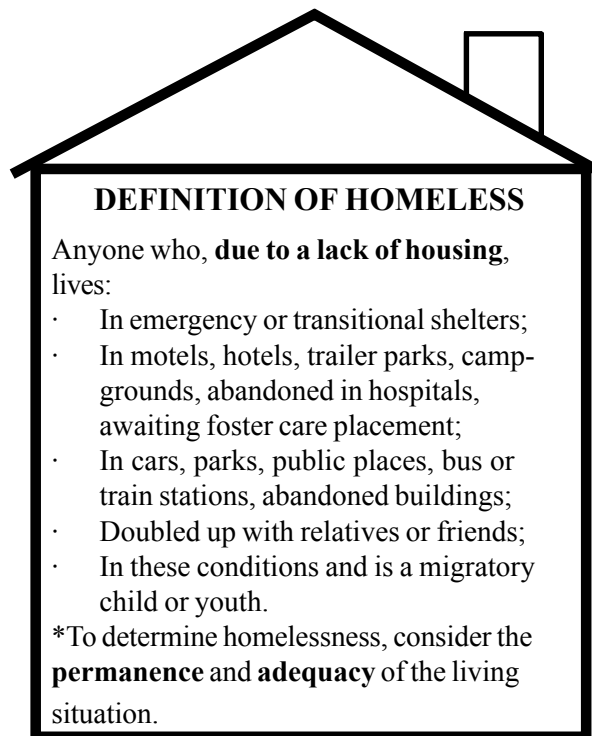 DEFINITION OF HOMELESS
Anyone who, due to a lack of housing,
lives:
· In emergency or transitional shelters;
· In motels, hotels, trailer parks, camp-
grounds, abandoned in hospitals,
awaiting foster care placement;
· In cars, parks, public places, bus or
train stations, abandoned buildings;
· Doubled up with relatives or friends;
· In these conditions and is a migratory
child or youth.
*To determine homelessness, consider the
permanence and adequacy of the living
situation.